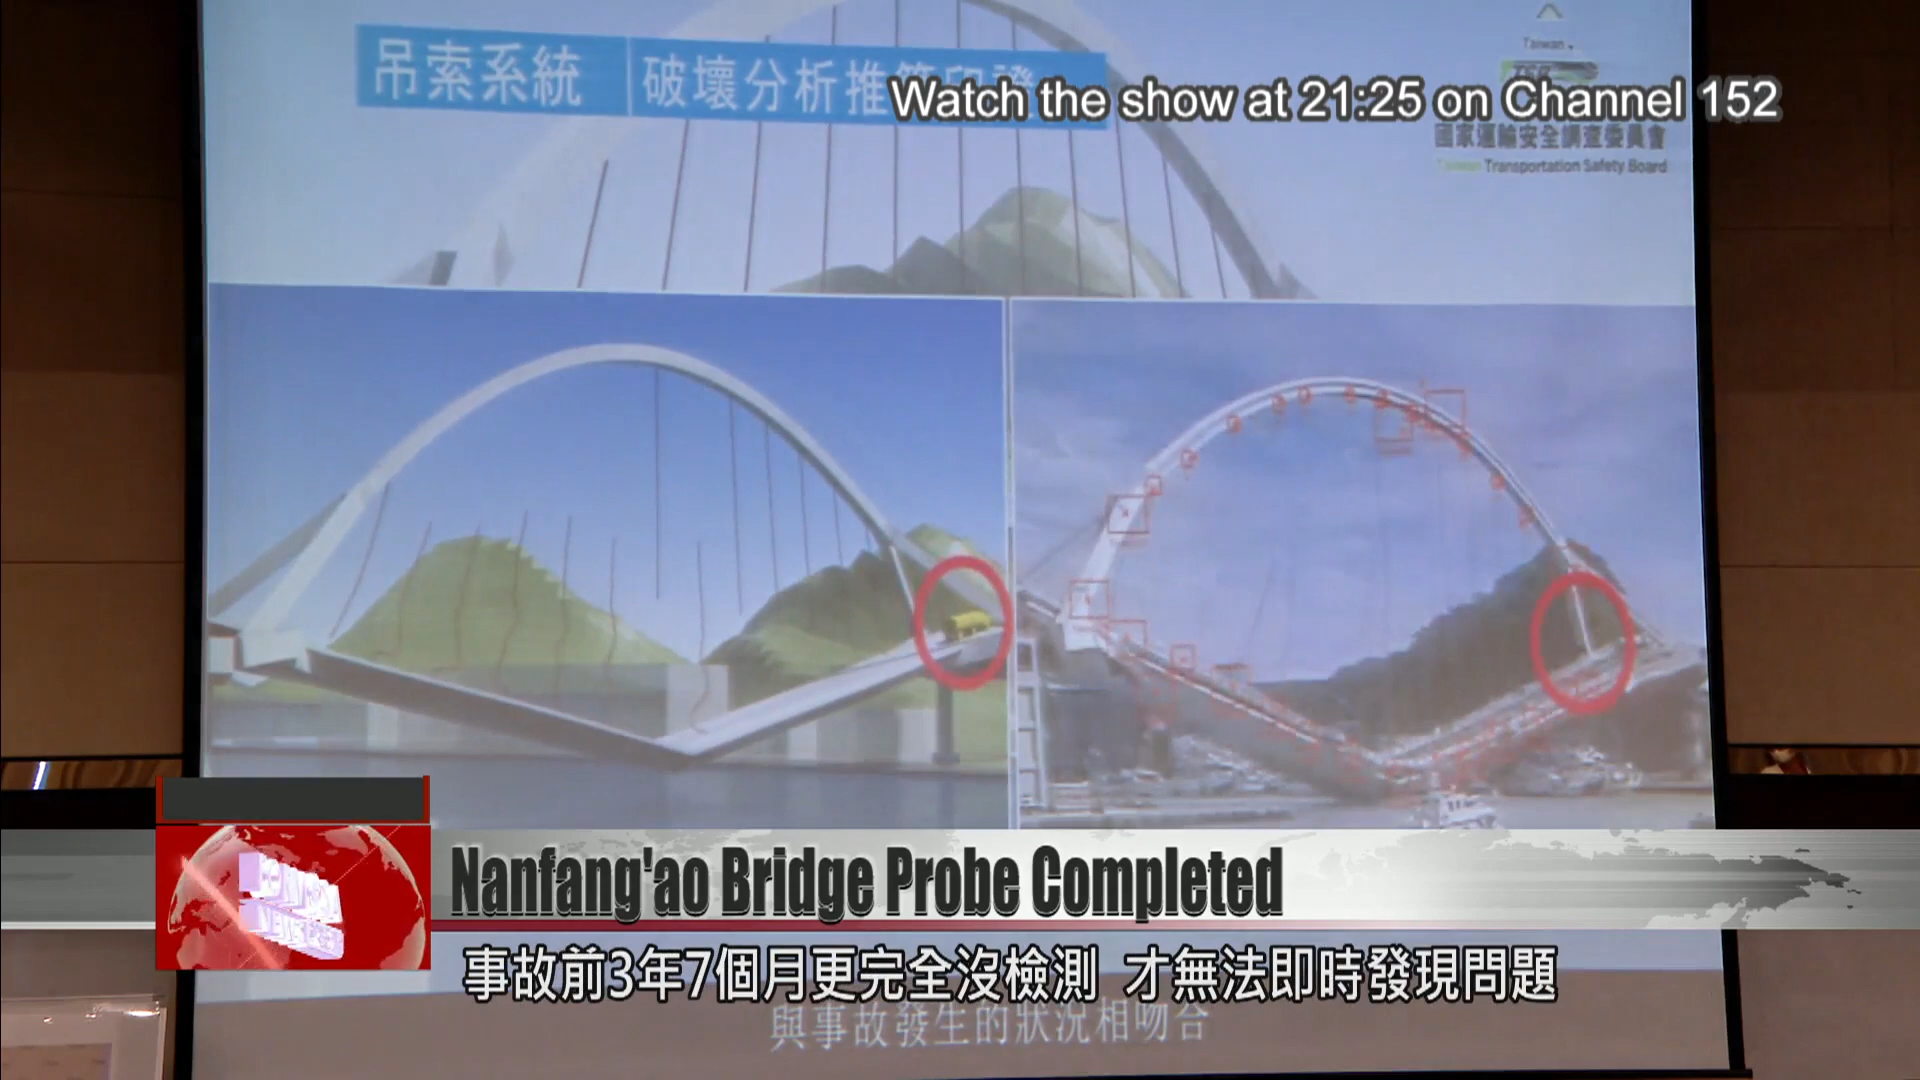 吊索系統 破壞分析推
Watch the show at 21:25 on Channel 152
Taiwan
國家運輸安全調查委員會
Taiwan Transportation Safety Board
Nanfang'ao Bridge Probe Completed
事故前3年7個月更完全沒檢測 才無法即時發現問題
與事故發生的狀況相吻合